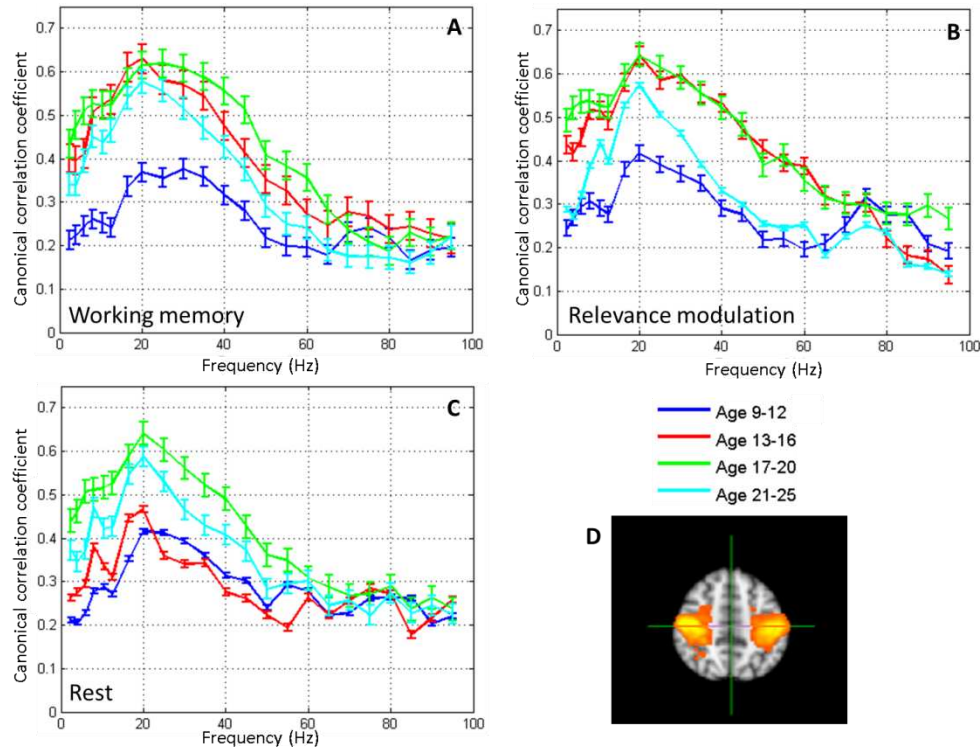 A
Canonical correlation coefficient
0.7
0.6
0.5
0.4
0.3
0.2
0.1
0
0 20 40 60 80 100
Working memory
Frequency (Hz)
B
Canonical correlation coefficient
0.7
0.6
0.5
0.4
0.3
0.2
0.1
0
0 20 40 60 80 100
Relevance modulation
Frequency (Hz)
C
Canonical correlation coefficient
0.7
0.6
0.5
0.4
0.3
0.2
0.1
0
0 20 40 60 80 100
Rest
Frequency (Hz)
Age 9-12
Age 13-16
Age 17-20
Age 21-25
D